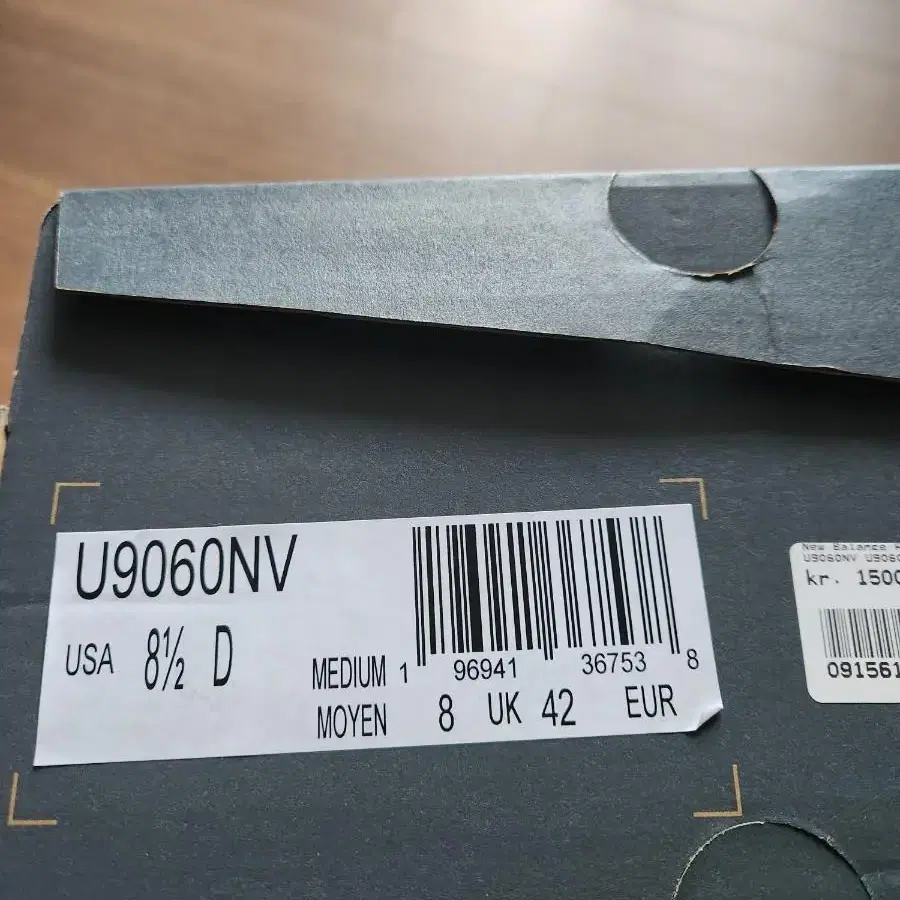 U9060NV
USA 8½ D
MEDIUM
MOYEN
1 96941 36753 8
8 UK 42 EUR
New Balance
U9060NV
kr. 1500
091561